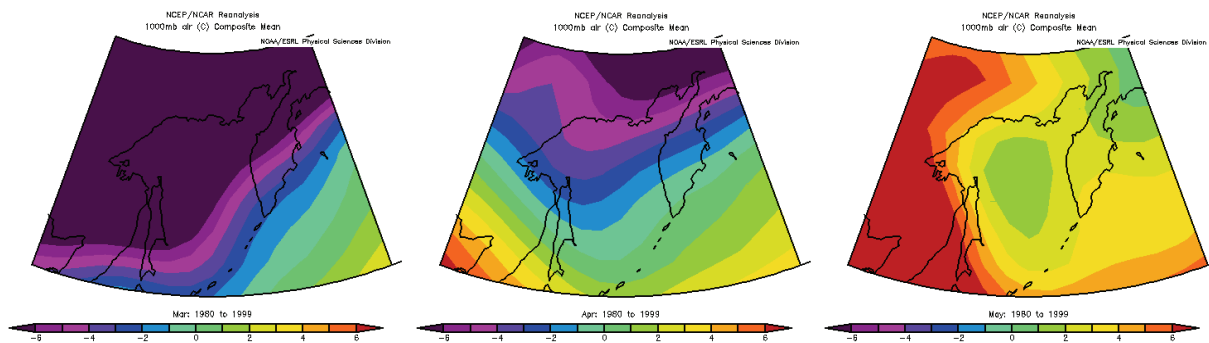 NCEP/NCAR Reanalysis
1000mb air (C) Composite Mean
NOAA/ESRL Physical Sciences Division
Mar: 1980 to 1999
-6 -4 -2 0 2 4 6
NCEP/NCAR Reanalysis
1000mb air (C) Composite Mean
NOAA/ESRL Physical Sciences Division
Apr: 1980 to 1999
-6 -4 -2 0 2 4 6
NCEP/NCAR Reanalysis
1000mb air (C) Composite Mean
NOAA/ESRL Physical Sciences Division
May: 1980 to 1999
-6 -4 -2 0 2 4 6